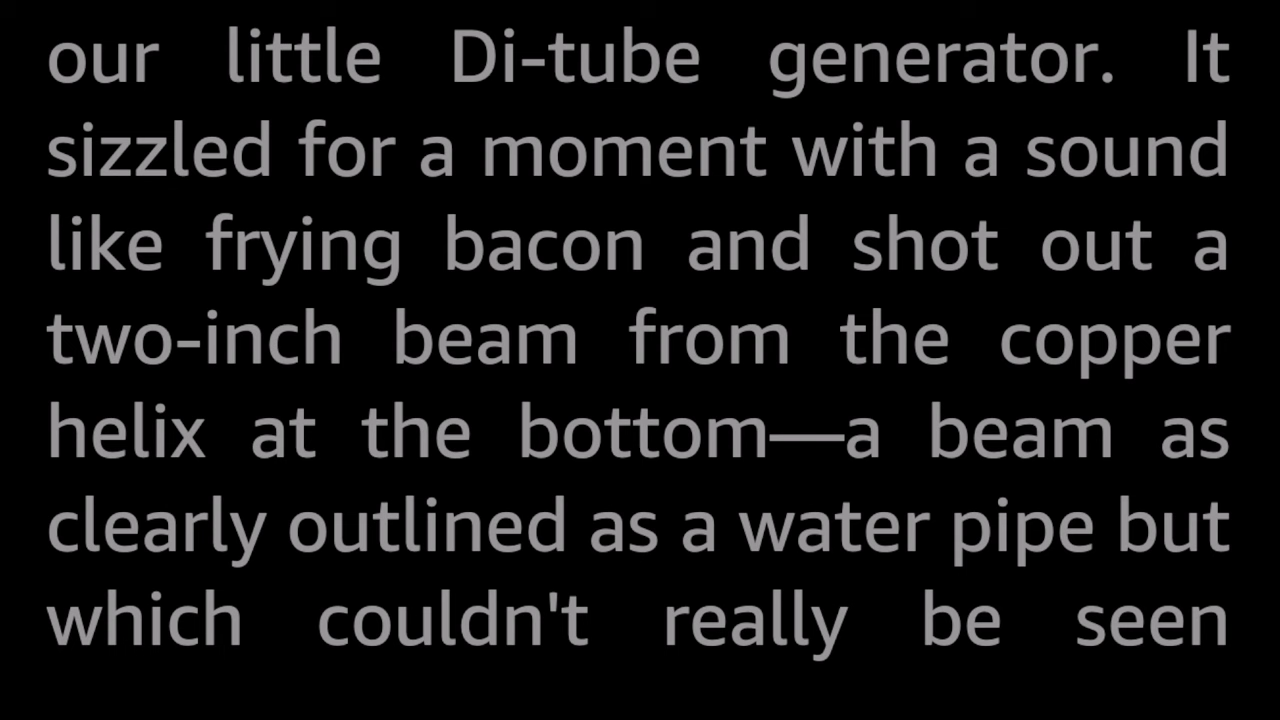 our little Di-tube generator. It
sizzled for a moment with a sound
like frying bacon and shot out a
two-inch beam from the copper
helix at the bottom—a beam as
clearly outlined as a water pipe but
which couldn't really be seen